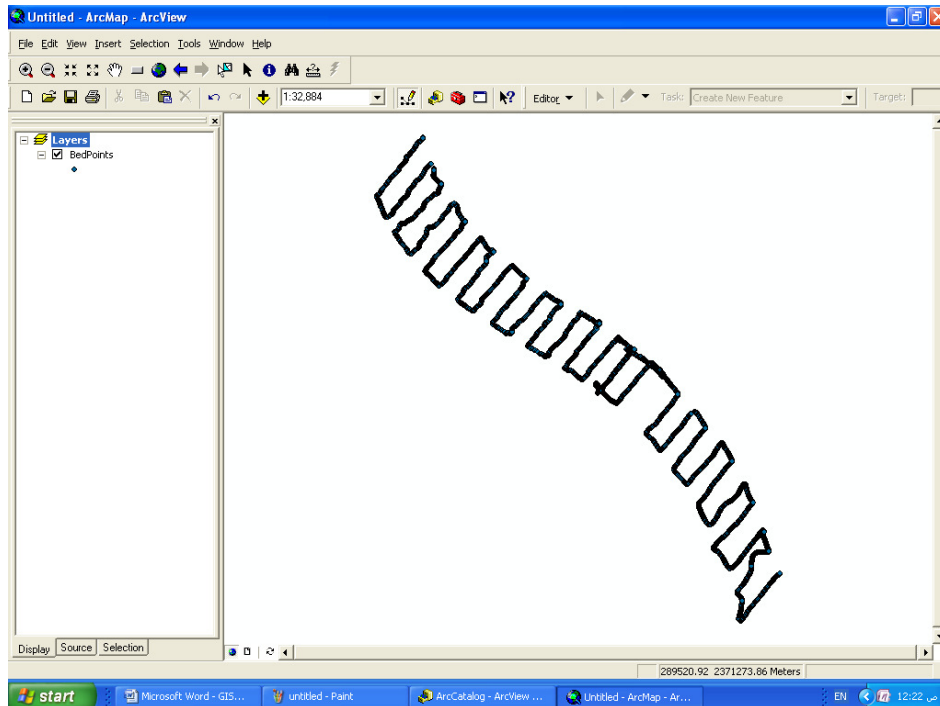 Untitled - ArcMap - ArcView
File Edit View Insert Selection Tools Window Help
1:32,884 Editor Task: Create New Feature Target:
Layers
BedPoints
Display Source Selection
289520.92 2371273.86 Meters
start Microsoft Word - GIS... untitled - Paint ArcCatalog - ArcView ... Untitled - ArcMap - Ar... EN 12:22 ص